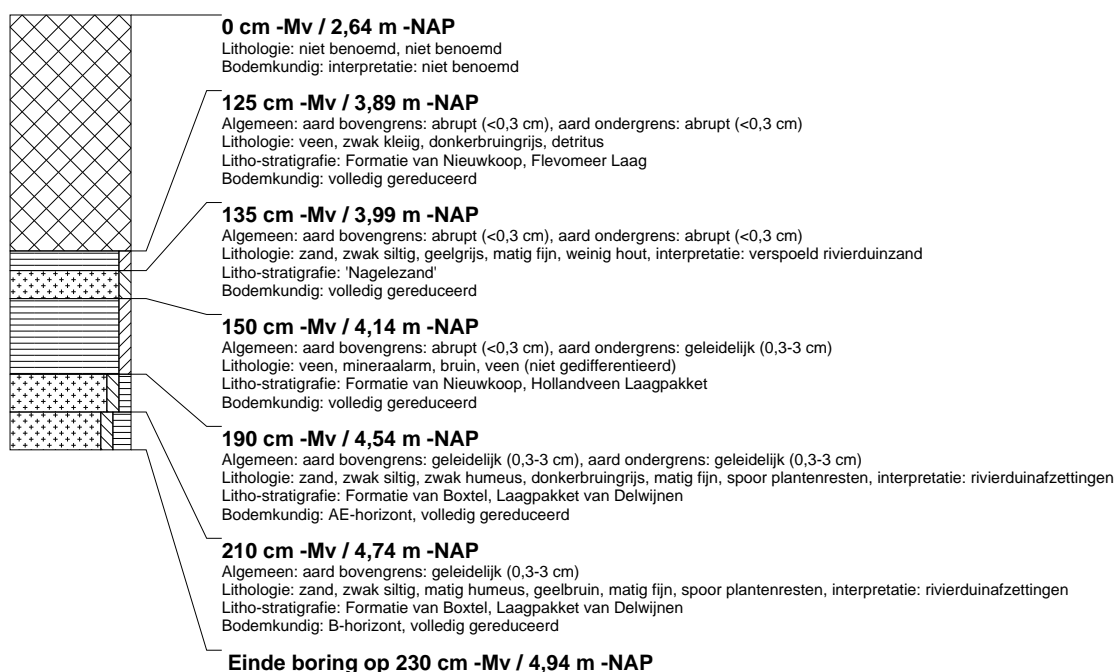 0 cm -Mv / 2,64 m -NAP
Lithologie: niet benoemd, niet benoemd
Bodemkundig: interpretatie: niet benoemd
125 cm -Mv / 3,89 m -NAP
Algemeen: aard bovengrens: abrupt (<0,3 cm), aard ondergrens: abrupt (<0,3 cm)
Lithologie: veen, zwak kleiig, donkerbruingrijs, detritus
Litho-stratigrafie: Formatie van Nieuwkoop, Flevomeer Laag
Bodemkundig: volledig gereduceerd
135 cm -Mv / 3,99 m -NAP
Algemeen: aard bovengrens: abrupt (<0,3 cm), aard ondergrens: abrupt (<0,3 cm)
Lithologie: zand, zwak siltig, geelgrijs, matig fijn, weinig hout, interpretatie: verspoeld rivierduinzand
Litho-stratigrafie: 'Nagelezand'
Bodemkundig: volledig gereduceerd
150 cm -Mv / 4,14 m -NAP
Algemeen: aard bovengrens: abrupt (<0,3 cm), aard ondergrens: geleidelijk (0,3-3 cm)
Lithologie: veen, mineraalarm, bruin, veen (niet gedifferentieerd)
Litho-stratigrafie: Formatie van Nieuwkoop, Hollandveen Laagpakket
Bodemkundig: volledig gereduceerd
190 cm -Mv / 4,54 m -NAP
Algemeen: aard bovengrens: geleidelijk (0,3-3 cm), aard ondergrens: geleidelijk (0,3-3 cm)
Lithologie: zand, zwak siltig, zwak humeus, donkerbruingrijs, matig fijn, spoor plantenresten, interpretatie: rivierduinafzettingen
Litho-stratigrafie: Formatie van Boxtel, Laagpakket van Delwijnen
Bodemkundig: AE-horizont, volledig gereduceerd
210 cm -Mv / 4,74 m -NAP
Algemeen: aard bovengrens: geleidelijk (0,3-3 cm)
Lithologie: zand, zwak siltig, matig humeus, geelbruin, matig fijn, spoor plantenresten, interpretatie: rivierduinafzettingen
Litho-stratigrafie: Formatie van Boxtel, Laagpakket van Delwijnen
Bodemkundig: B-horizont, volledig gereduceerd
Einde boring op 230 cm -Mv / 4,94 m -NAP